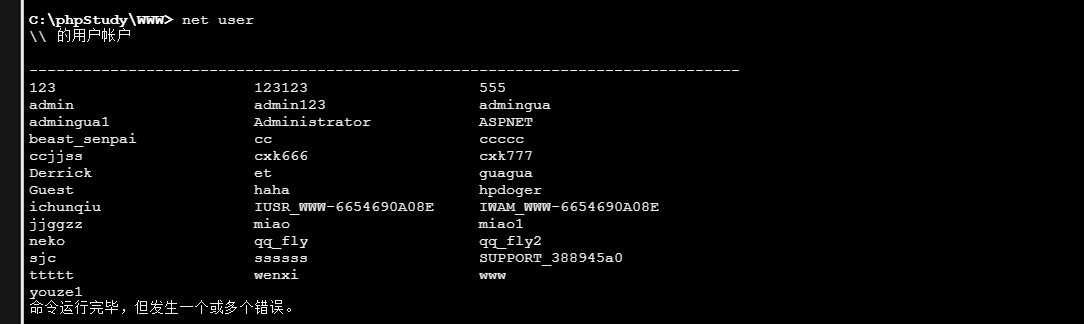 C:\phpStudy\WWW> net user
\\ 的用户帐户
-------------------------------------------------------------------------------
123 123123 555
admin admin123 admingua
admingua1 Administrator ASPNET
beast_senpai cc ccccc
ccjjss cxk666 cxk777
Derrick et guagua
Guest haha hpdoger
ichunqiu IUSR_WWW-6654690A08E IWAM_WWW-6654690A08E
jjggzz miao miao1
neko qq_fly qq_fly2
sjc ssssss SUPPORT_388945a0
ttttt wenxi www
youze1
命令运行完毕，但发生一个或多个错误。